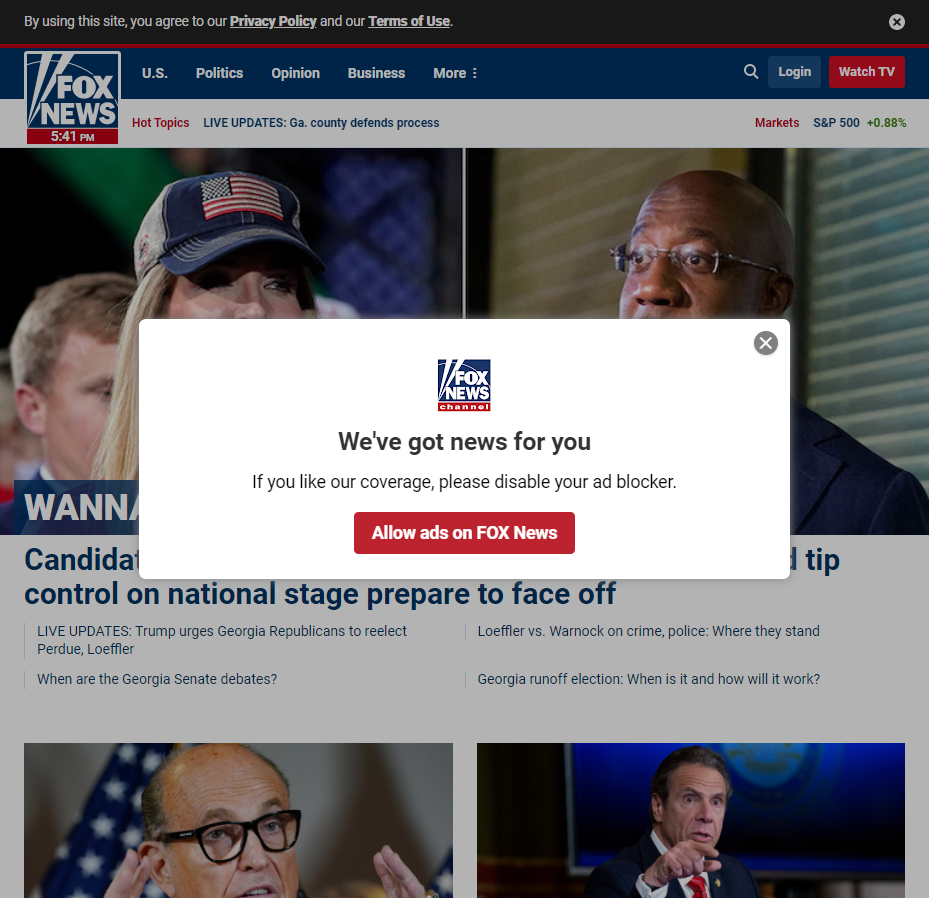 By using this site, you agree to our Privacy Policy and our Terms of Use.
FOX
NEWS
5:41 PM
U.S. Politics Opinion Business More Login Watch TV
Hot Topics LIVE UPDATES: Ga. county defends process Markets S&P 500 +0.88%
FOX
NEWS
channel
We've got news for you
If you like our coverage, please disable your ad blocker.
Allow ads on FOX News
tip
control on national stage prepare to face off
LIVE UPDATES: Trump urges Georgia Republicans to reelect
Perdue, Loeffler
Loeffler vs. Warnock on crime, police: Where they stand
When are the Georgia Senate debates?
Georgia runoff election: When is it and how will it work?